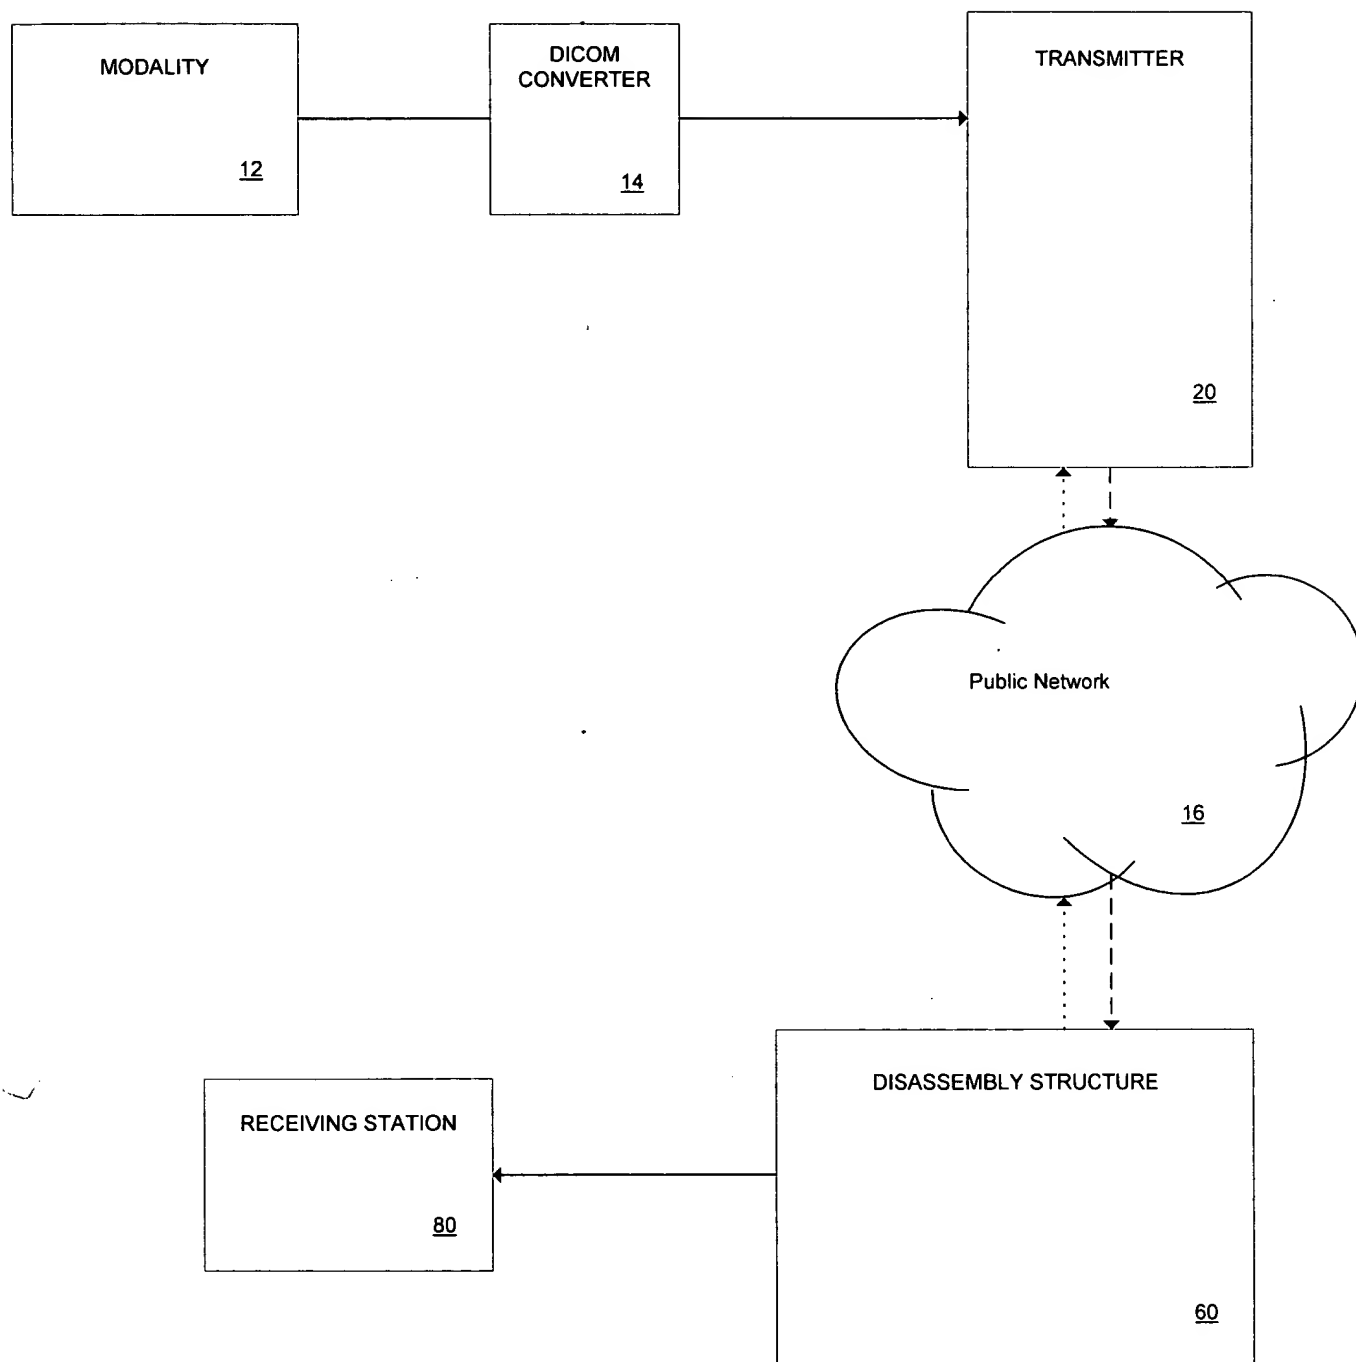 MODALITY
12
DICOM
CONVERTER
14
TRANSMITTER
20
Public Network
16
RECEIVING STATION
80
DISASSEMBLY STRUCTURE
60